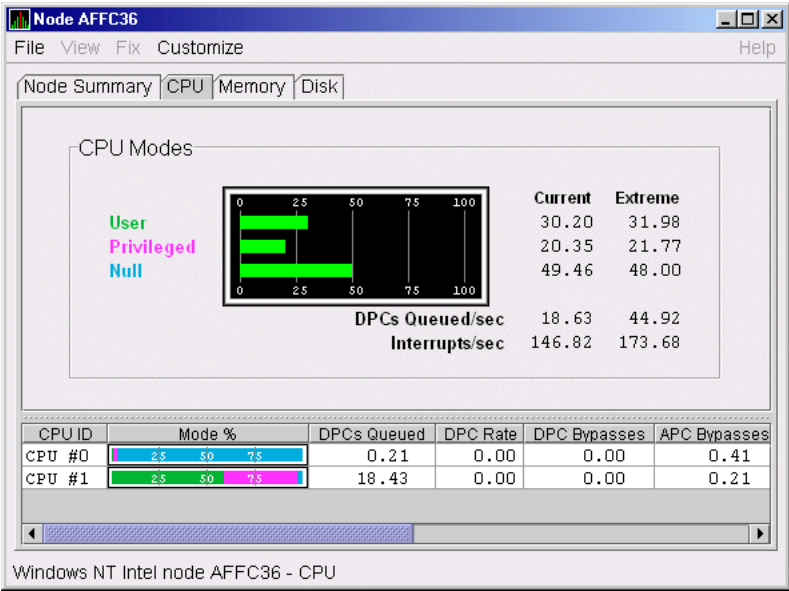 Node AFFC36
File View Fix Customize Help
Node Summary CPU Memory Disk
CPU Modes
0 25 50 75 100
Current Extreme
User 30.20 31.98
Privileged 20.35 21.77
Null 49.46 48.00
0 25 50 75 100
DPCs Queued/sec 18.63 44.92
Interrupts/sec 146.82 173.68
CPU ID Mode % DPCs Queued DPC Rate DPC Bypasses APC Bypasses
CPU #0 25 50 75 0.21 0.00 0.00 0.41
CPU #1 25 50 75 18.43 0.00 0.00 0.21
Windows NT Intel node AFFC36 - CPU